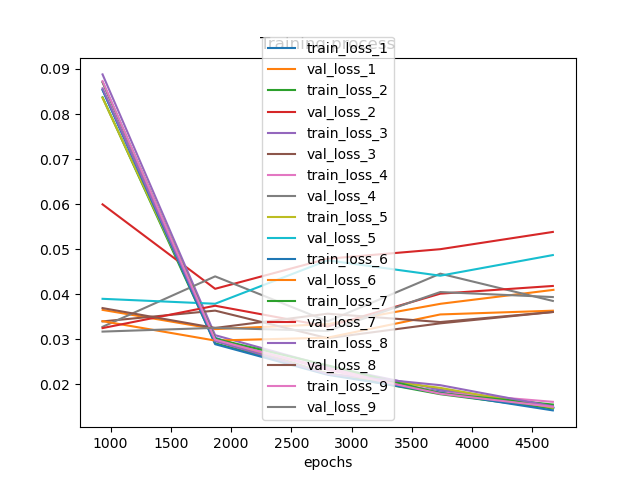 Training process
0.09
0.08
0.07
0.06
0.05
0.04
0.03
0.02
train_loss_1
val_loss_1
train_loss_2
val_loss_2
train_loss_3
val_loss_3
train_loss_4
val_loss_4
train_loss_5
val_loss_5
train_loss_6
val_loss_6
train_loss_7
val_loss_7
train_loss_8
val_loss_8
train_loss_9
val_loss_9
1000 1500 2000 2500 3000 3500 4000 4500
epochs